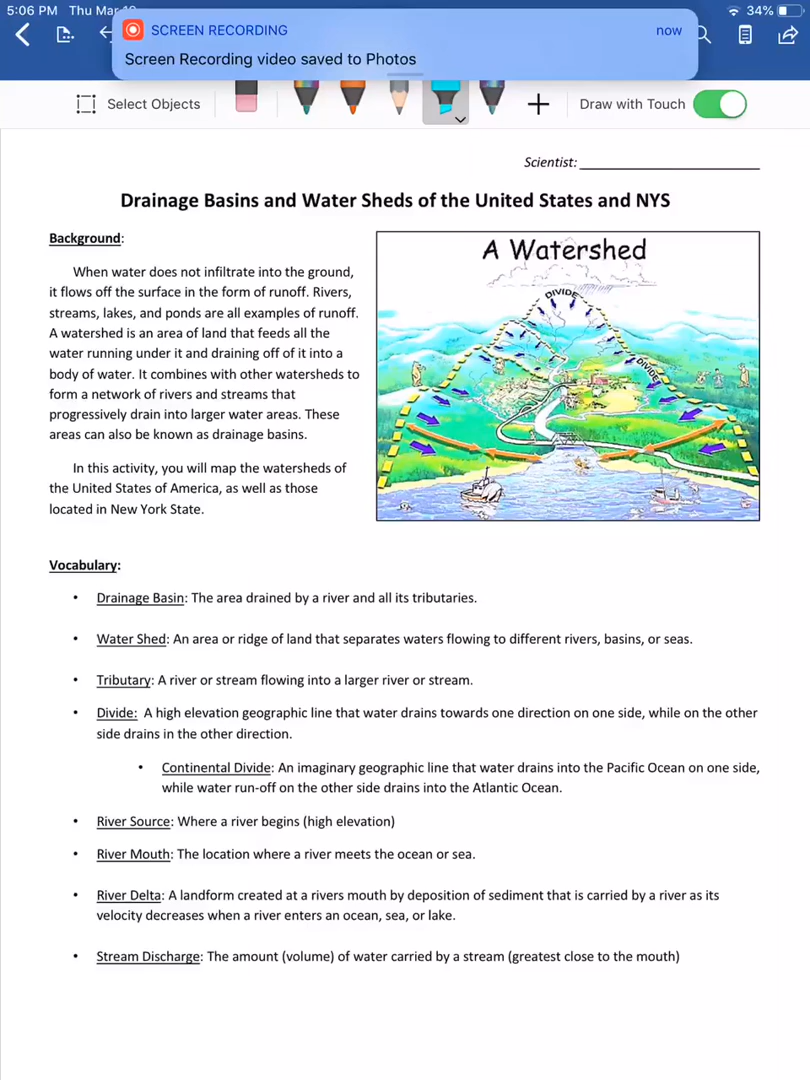 5:06 PM Thu Mar
34%
SCREEN RECORDING
now
Screen Recording video saved to Photos
Select Objects
Draw with Touch
Scientist:
Drainage Basins and Water Sheds of the United States and NYS
Background:
When water does not infiltrate into the ground,
it flows off the surface in the form of runoff. Rivers,
streams, lakes, and ponds are all examples of runoff.
A watershed is an area of land that feeds all the
water running under it and draining off of it into a
body of water. It combines with other watersheds to
form a network of rivers and streams that
progressively drain into larger water areas. These
areas can also be known as drainage basins.
In this activity, you will map the watersheds of
the United States of America, as well as those
located in New York State.
A Watershed
DIVIDE
DIVIDE
Vocabulary:
• Drainage Basin: The area drained by a river and all its tributaries.
• Water Shed: An area or ridge of land that separates waters flowing to different rivers, basins, or seas.
• Tributary: A river or stream flowing into a larger river or stream.
• Divide: A high elevation geographic line that water drains towards one direction on one side, while on the other
side drains in the other direction.
• Continental Divide: An imaginary geographic line that water drains into the Pacific Ocean on one side,
while water run-off on the other side drains into the Atlantic Ocean.
• River Source: Where a river begins (high elevation)
• River Mouth: The location where a river meets the ocean or sea.
• River Delta: A landform created at a rivers mouth by deposition of sediment that is carried by a river as its
velocity decreases when a river enters an ocean, sea, or lake.
• Stream Discharge: The amount (volume) of water carried by a stream (greatest close to the mouth)